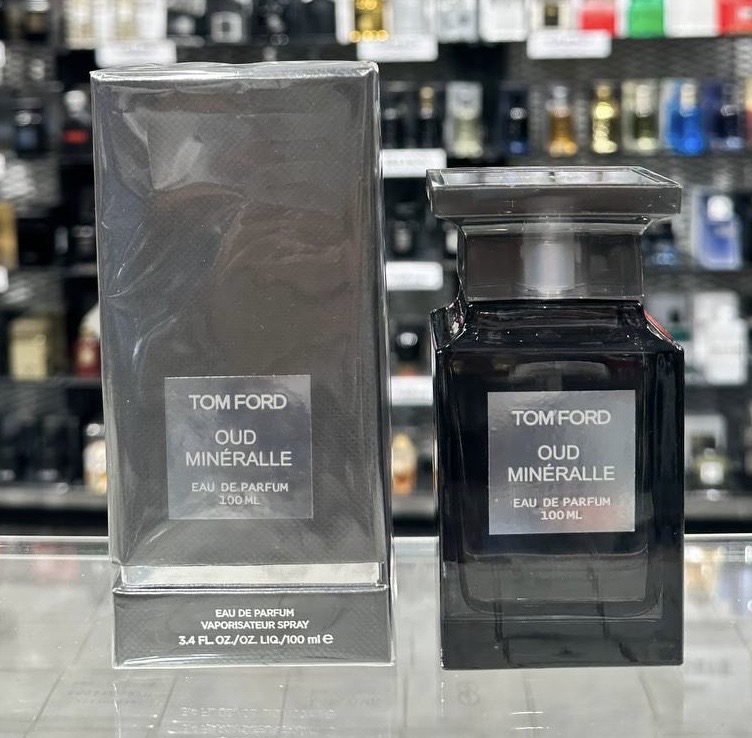 TOM FORD
OUD
MINÉRALLE
EAU DE PARFUM
100 ML
EAU DE PARFUM
VAPORISATEUR SPRAY
3.4 FL. OZ./OZ. LIQ./100 ml e
TOM FORD
OUD
MINÉRALLE
EAU DE PARFUM
100 ML